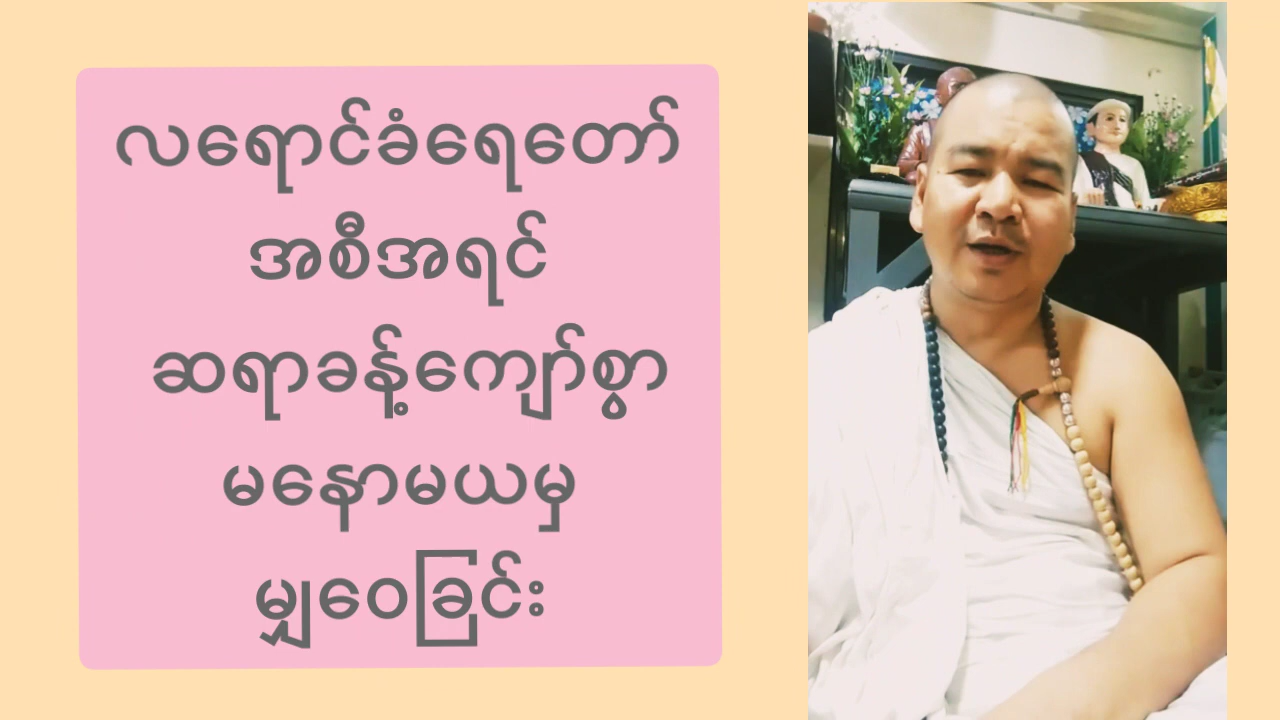 လရောင်ခံရေတော်
အစီအရင်
ဆရာခန့်ကျော်စွာ
မနောမယမှ
မျှဝေခြင်း